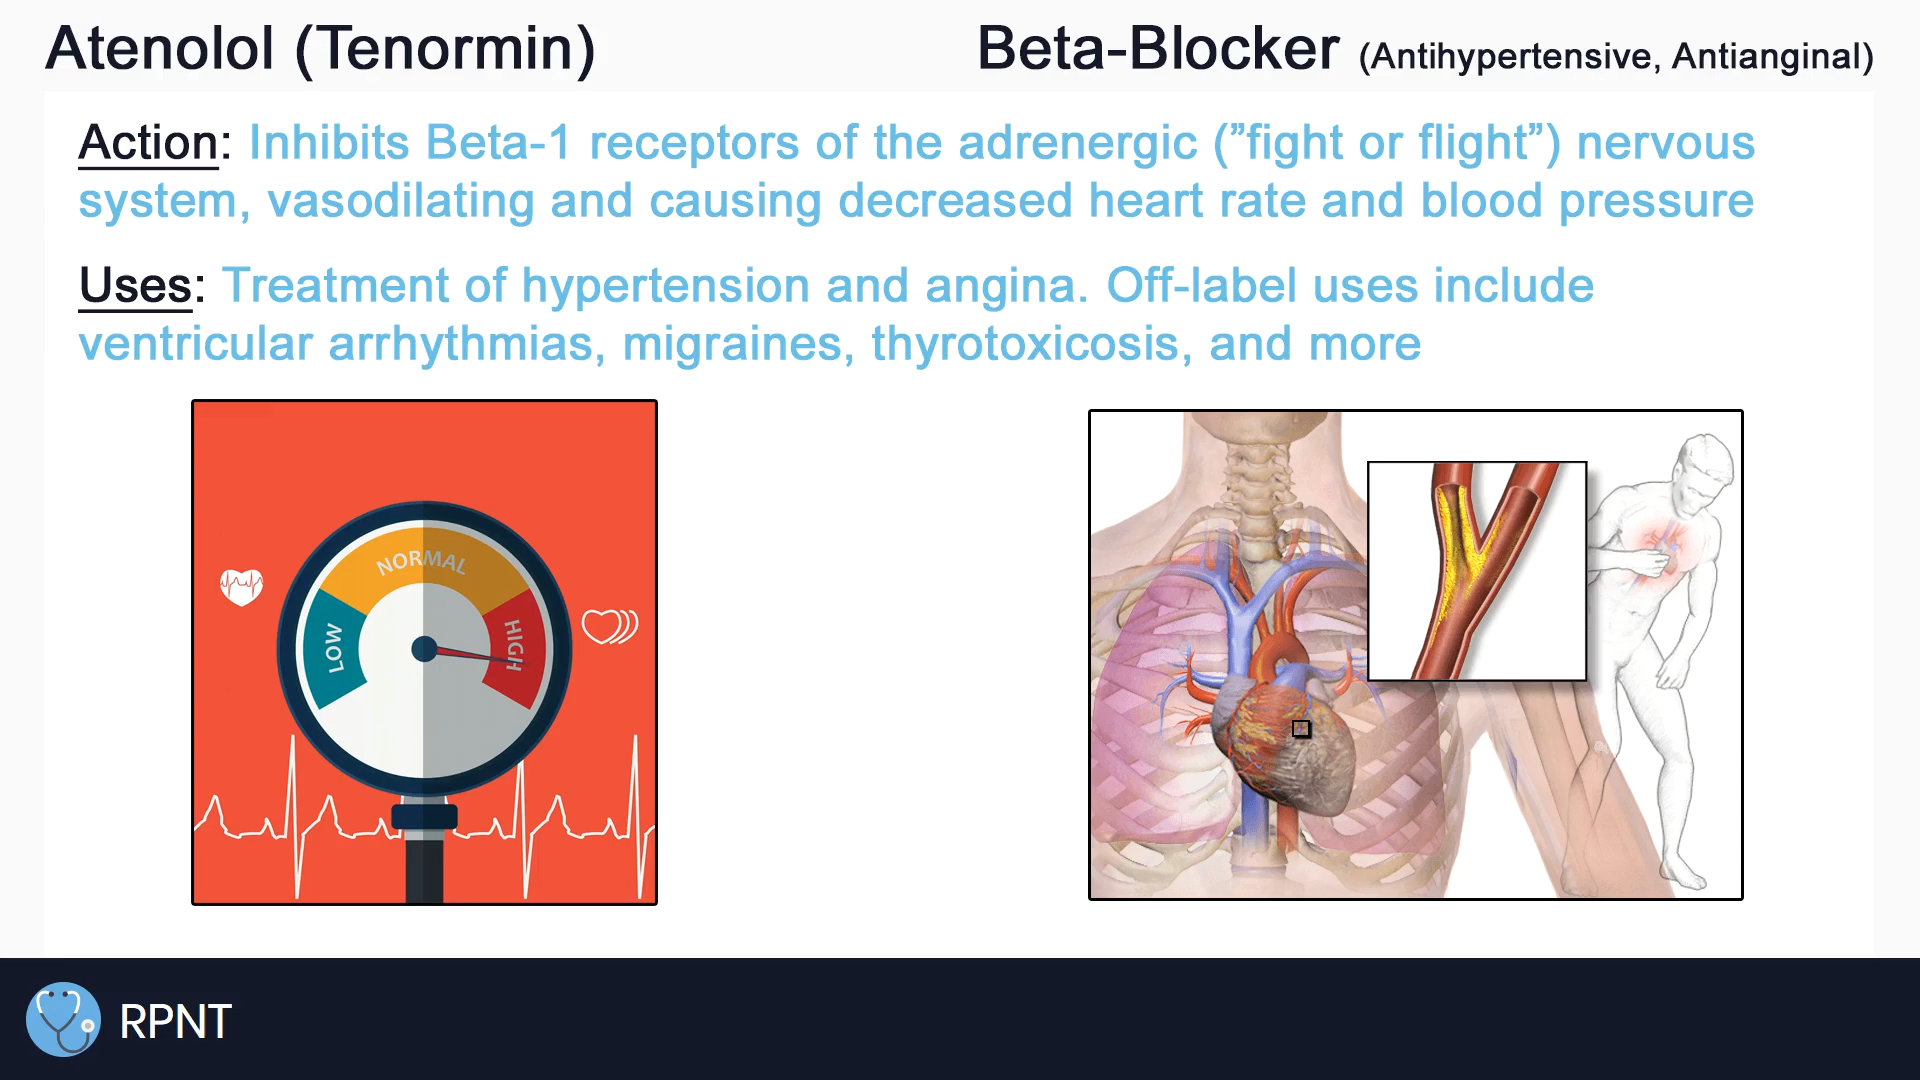 Atenolol (Tenormin)
Beta-Blocker (Antihypertensive, Antianginal)
Action: Inhibits Beta-1 receptors of the adrenergic (”fight or flight”) nervous
system, vasodilating and causing decreased heart rate and blood pressure
Uses: Treatment of hypertension and angina. Off-label uses include
ventricular arrhythmias, migraines, thyrotoxicosis, and more
NORMAL
LOW
HIGH
RPNT